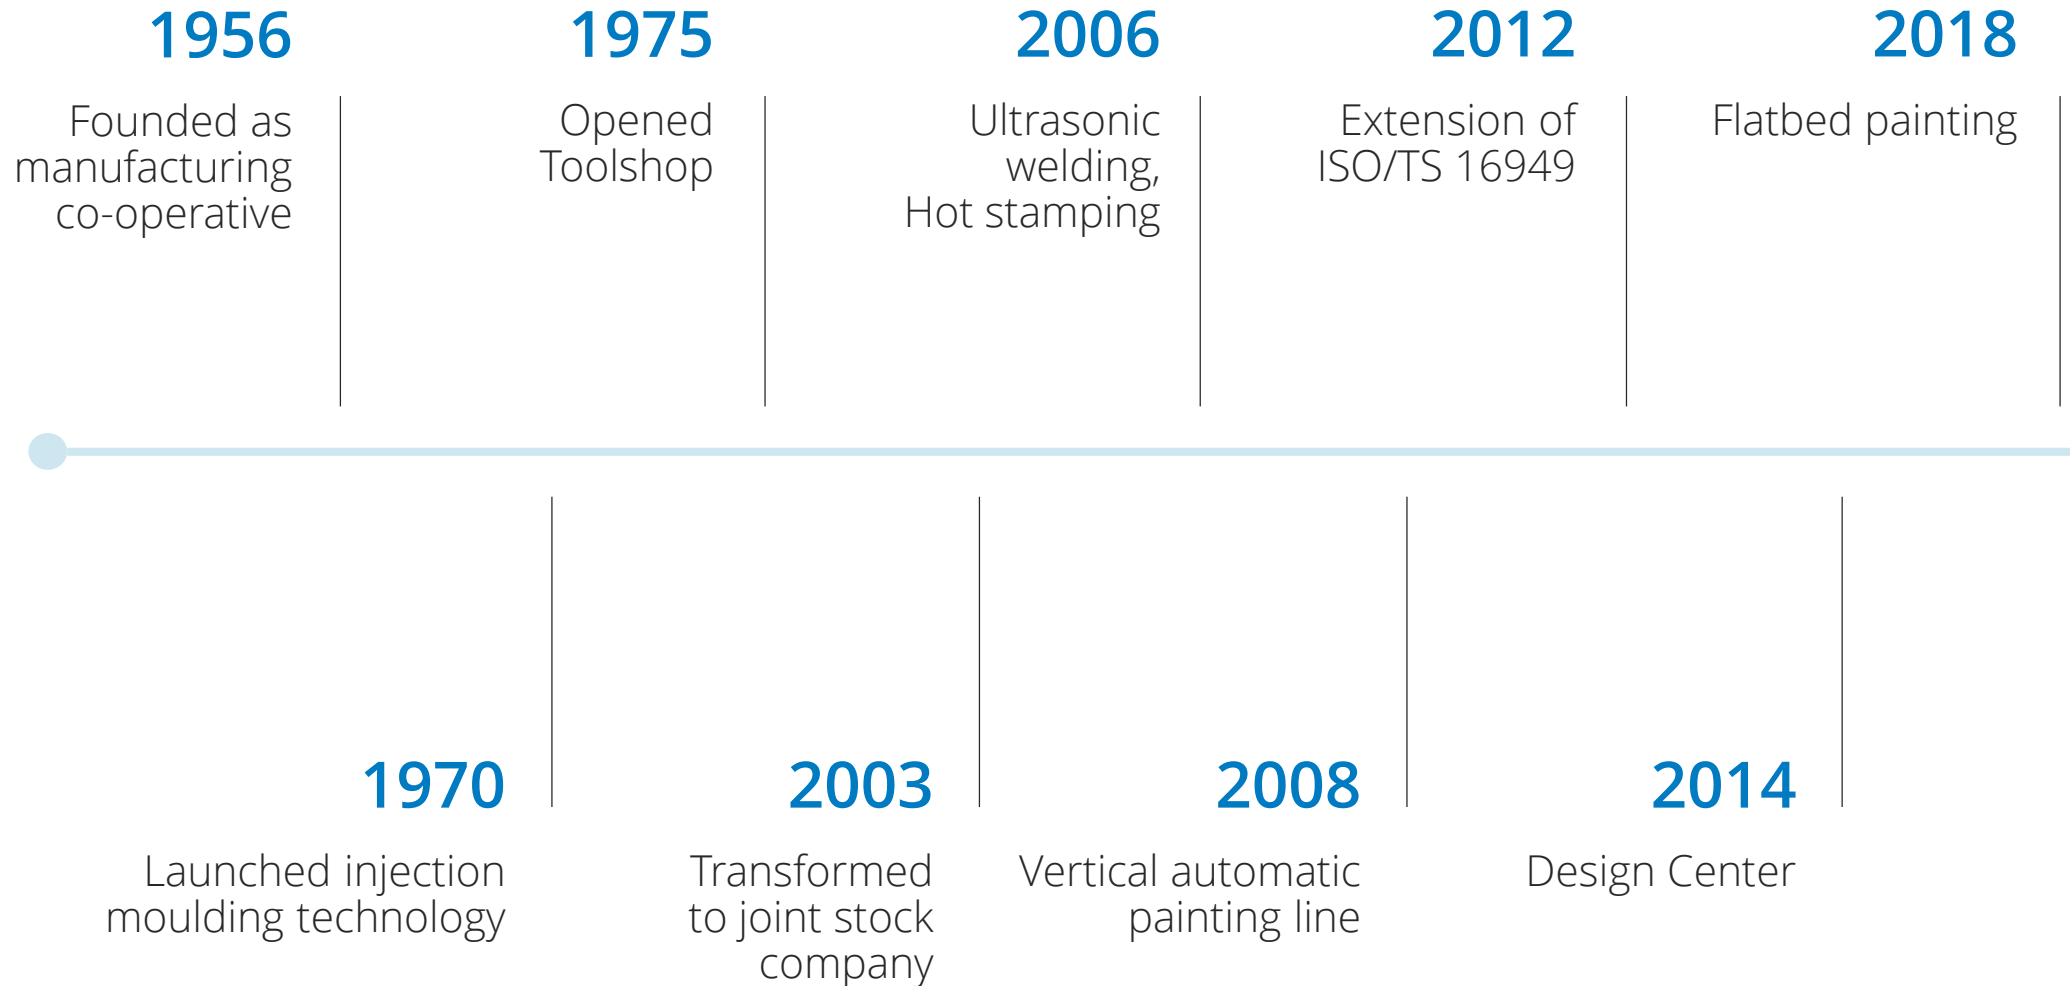 1956
Founded as
manufacturing
co-operative
1975
Opened
Toolshop
2006
Ultrasonic
welding,
Hot stamping
2012
Extension of
ISO/TS 16949
2018
Flatbed painting
1970
Launched injection
moulding technology
2003
Transformed
to joint stock
company
2008
Vertical automatic
painting line
2014
Design Center